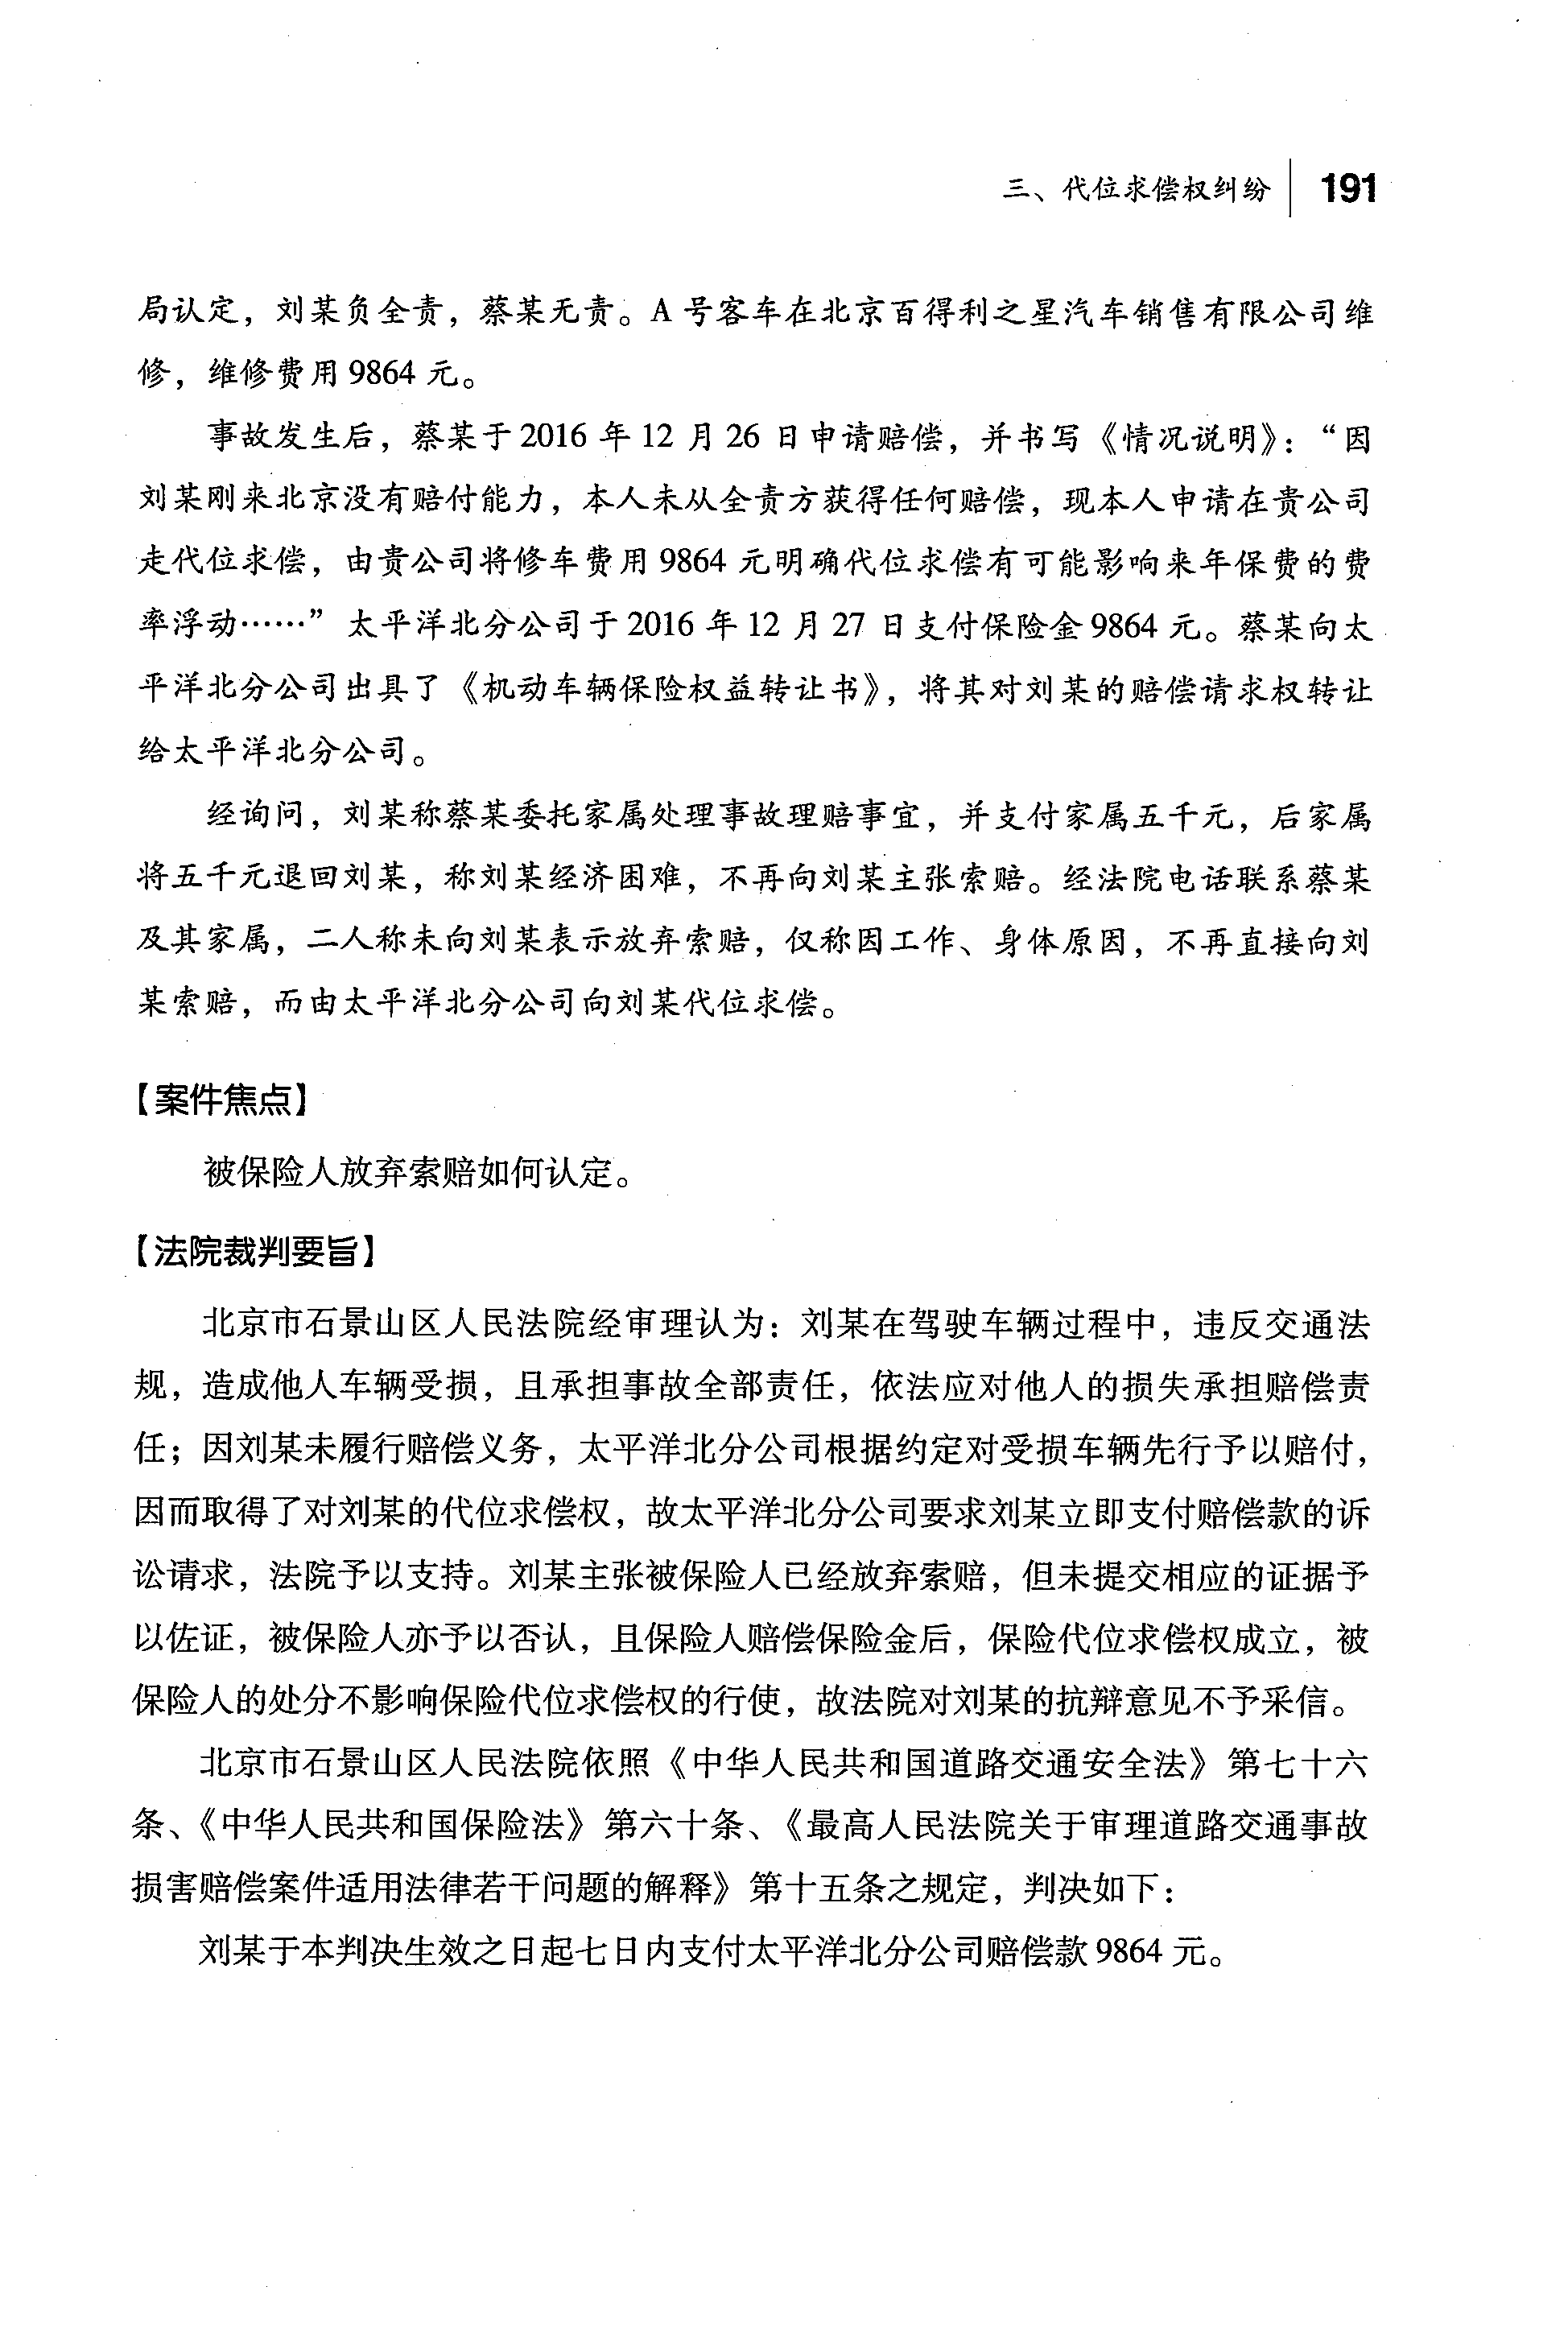 三、代位求偿权纠纷 191
局认定，刘某负全责，蔡某无责。A 号客车在北京百得利之星汽车销售有限公司维
修，维修费用 9864 元。
事故发生后，蔡某于 2016 年 12 月 26 日申请赔偿，并书写《情况说明》：“因
刘某刚来北京没有赔付能力，本人未从全责方获得任何赔偿，现本人申请在贵公司
走代位求偿，由贵公司将修车费用 9864 元明确代位求偿有可能影响来年保费的费
率浮动……” 太平洋北分公司于 2016 年 12 月 27 日支付保险金 9864 元。蔡某向太
平洋北分公司出具了《机动车辆保险权益转让书》，将其对刘某的赔偿请求权转让
给太平洋北分公司。
经询问，刘某称蔡某委托家属处理事故理赔事宜，并支付家属五千元，后家属
将五千元退回刘某，称刘某经济困难，不再向刘某主张索赔。经法院电话联系蔡某
及其家属，二人称未向刘某表示放弃索赔，仅称因工作、身体原因，不再直接向刘
某索赔，而由太平洋北分公司向刘某代位求偿。
【案件焦点】
被保险人放弃索赔如何认定。
【法院裁判要旨】
北京市石景山区人民法院经审理认为：刘某在驾驶车辆过程中，违反交通法
规，造成他人车辆受损，且承担事故全部责任，依法应对他人的损失承担赔偿责
任；因刘某未履行赔偿义务，太平洋北分公司根据约定对受损车辆先行予以赔付，
因而取得了对刘某的代位求偿权，故太平洋北分公司要求刘某立即支付赔偿款的诉
讼请求，法院予以支持。刘某主张被保险人已经放弃索赔，但未提交相应的证据予
以佐证，被保险人亦予以否认，且保险人赔偿保险金后，保险代位求偿权成立，被
保险人的处分不影响保险代位求偿权的行使，故法院对刘某的抗辩意见不予采信。
北京市石景山区人民法院依照《中华人民共和国道路交通安全法》第七十六
条、《中华人民共和国保险法》第六十条、《最高人民法院关于审理道路交通事故
损害赔偿案件适用法律若干问题的解释》第十五条之规定，判决如下：
刘某于本判决生效之日起七日内支付太平洋北分公司赔偿款 9864 元。